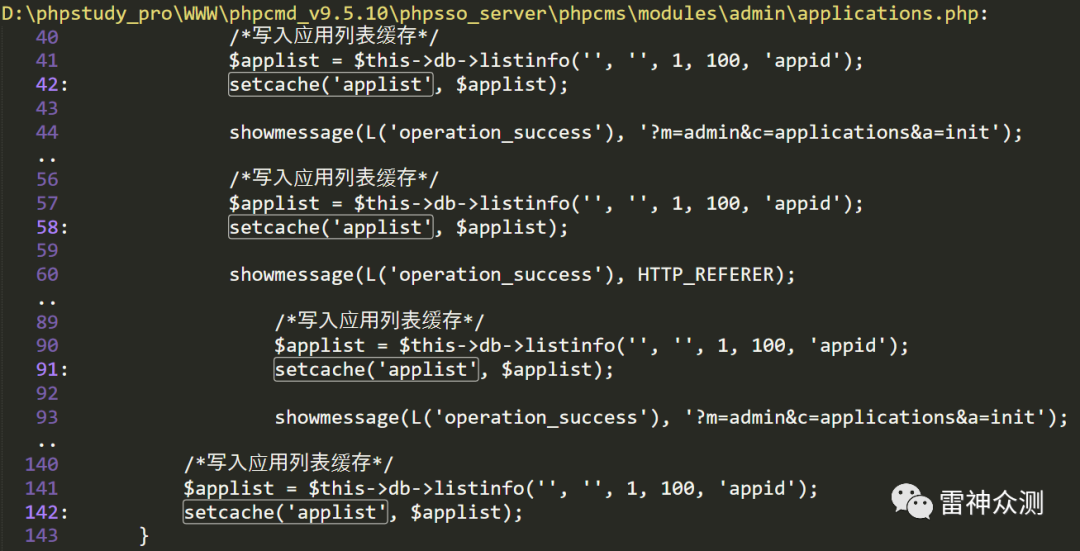 D:\phpstudy_pro\WWW\phpcmd_v9.5.10\phpsso_server\phpcms\modules\admin\applications.php:
40 /*写入应用列表缓存*/
41 $applist = $this->db->listinfo('', '', 1, 100, 'appid');
42: setcache('applist', $applist);
43
44 showmessage(L('operation_success'), '?m=admin&c=applications&a=init');
..
56 /*写入应用列表缓存*/
57 $applist = $this->db->listinfo('', '', 1, 100, 'appid');
58: setcache('applist', $applist);
59
60 showmessage(L('operation_success'), HTTP_REFERER);
..
89 /*写入应用列表缓存*/
90 $applist = $this->db->listinfo('', '', 1, 100, 'appid');
91: setcache('applist', $applist);
92
93 showmessage(L('operation_success'), '?m=admin&c=applications&a=init');
..
140 /*写入应用列表缓存*/
141 $applist = $this->db->listinfo('', '', 1, 100, 'appid');
142: setcache('applist', $applist);
143 }
雷神众测